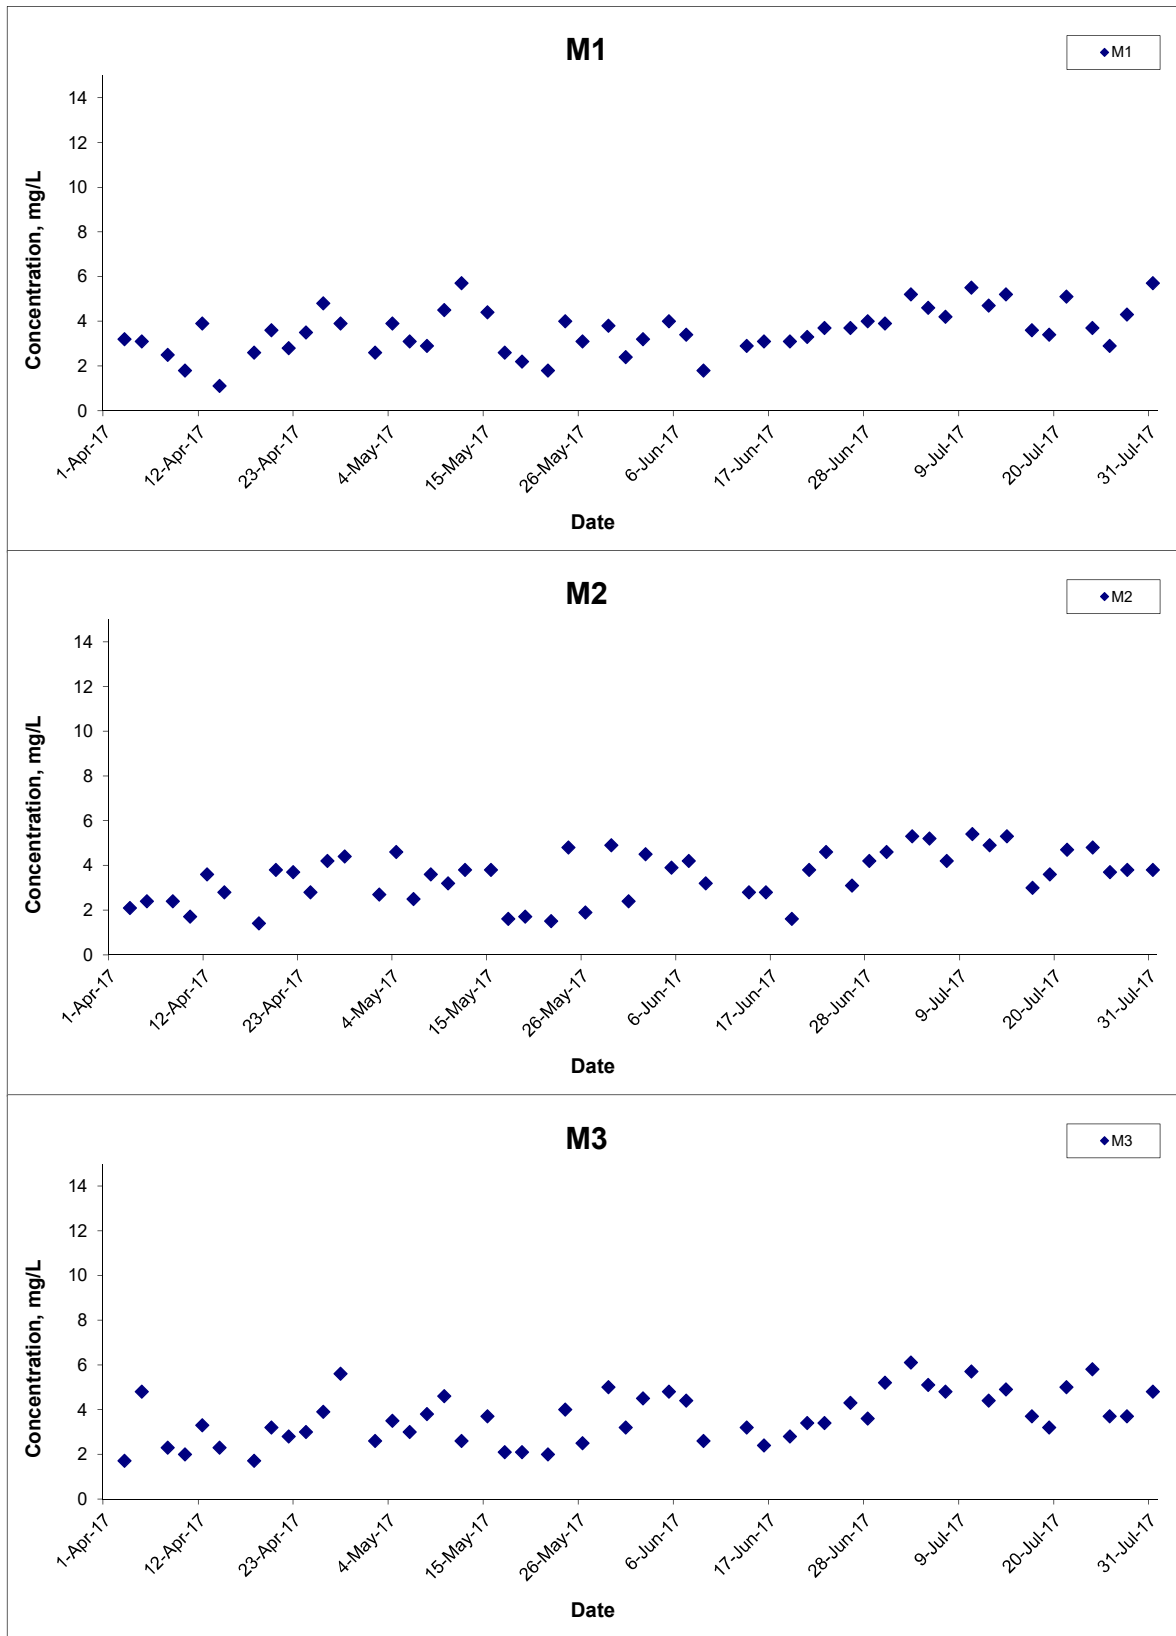 M1
M1
14
12
10
8
6
4
2
0
Concentration, mg/L
1-Apr-17
12-Apr-17
23-Apr-17
4-May-17
15-May-17
26-May-17
6-Jun-17
17-Jun-17
28-Jun-17
9-Jul-17
20-Jul-17
31-Jul-17
Date
M2
M2
14
12
10
8
6
4
2
0
Concentration, mg/L
1-Apr-17
12-Apr-17
23-Apr-17
4-May-17
15-May-17
26-May-17
6-Jun-17
17-Jun-17
28-Jun-17
9-Jul-17
20-Jul-17
31-Jul-17
Date
M3
M3
14
12
10
8
6
4
2
0
Concentration, mg/L
1-Apr-17
12-Apr-17
23-Apr-17
4-May-17
15-May-17
26-May-17
6-Jun-17
17-Jun-17
28-Jun-17
9-Jul-17
20-Jul-17
31-Jul-17
Date